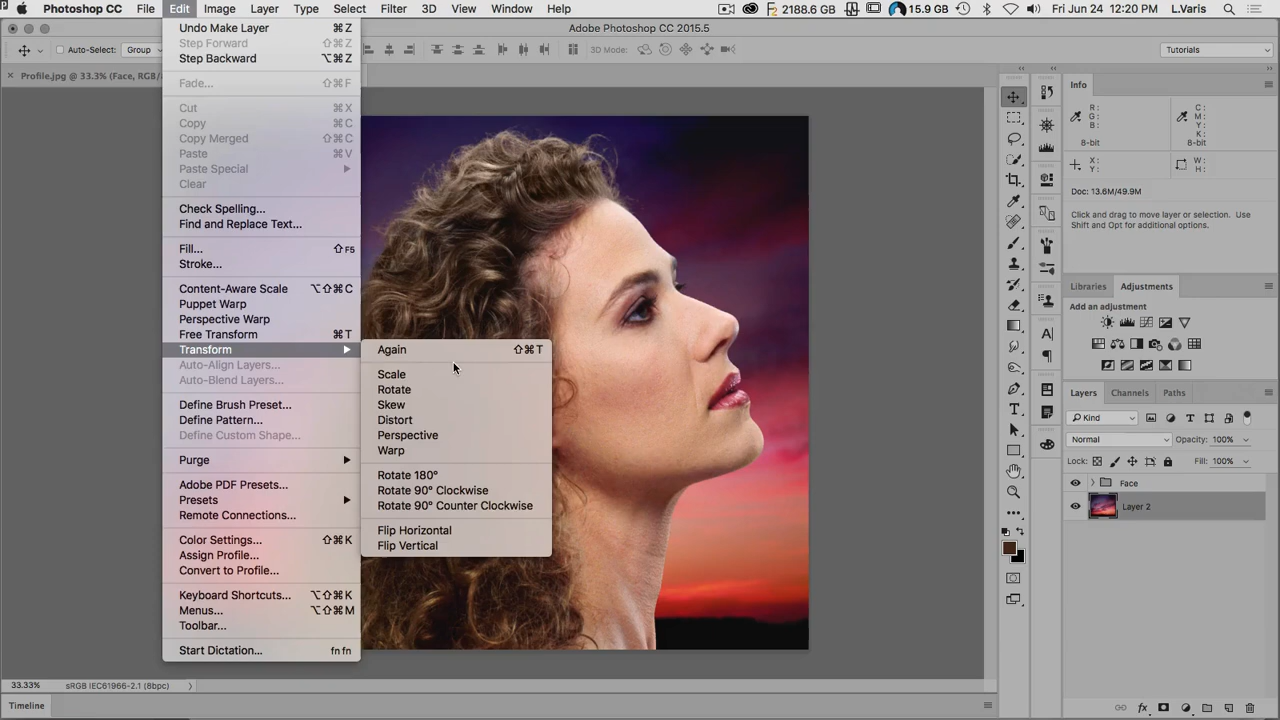 Photoshop CC File Edit Image Layer Type Select Filter 3D View Window Help 2188.6 GB 15.9 GB Fri Jun 24 12:20 PM L.Varis
Adobe Photoshop CC 2015.5
Auto-Select: Group 3D Mode: Tutorials
Profile.jpg @ 33.3% (Face, RGB/
Undo Make Layer ⌘Z
Step Forward ⇧⌘Z
Step Backward ⌥⌘Z
Fade... ⇧⌘F
Cut ⌘X
Copy ⌘C
Copy Merged ⇧⌘C
Paste ⌘V
Paste Special
Clear
Check Spelling...
Find and Replace Text...
Fill... ⇧F5
Stroke...
Content-Aware Scale ⌥⇧⌘C
Puppet Warp
Perspective Warp
Free Transform ⌘T
Transform
Auto-Align Layers...
Auto-Blend Layers...
Define Brush Preset...
Define Pattern...
Define Custom Shape...
Purge
Adobe PDF Presets...
Presets
Remote Connections...
Color Settings... ⇧⌘K
Assign Profile...
Convert to Profile...
Keyboard Shortcuts... ⌥⇧⌘K
Menus... ⌥⇧⌘M
Toolbar...
Start Dictation... fn fn
Again ⇧⌘T
Scale
Rotate
Skew
Distort
Perspective
Warp
Rotate 180°
Rotate 90° Clockwise
Rotate 90° Counter Clockwise
Flip Horizontal
Flip Vertical
Info
R: C:
G: M:
B: Y:
K:
8-bit 8-bit
X: W:
Y: H:
Doc: 13.6M/49.9M
Click and drag to move layer or selection. Use
Shift and Opt for additional options.
Libraries Adjustments
Add an adjustment
Layers Channels Paths
Kind
Normal Opacity: 100%
Lock: Fill: 100%
Face
Layer 2
33.33% sRGB IEC61966-2.1 (8bpc)
Timeline